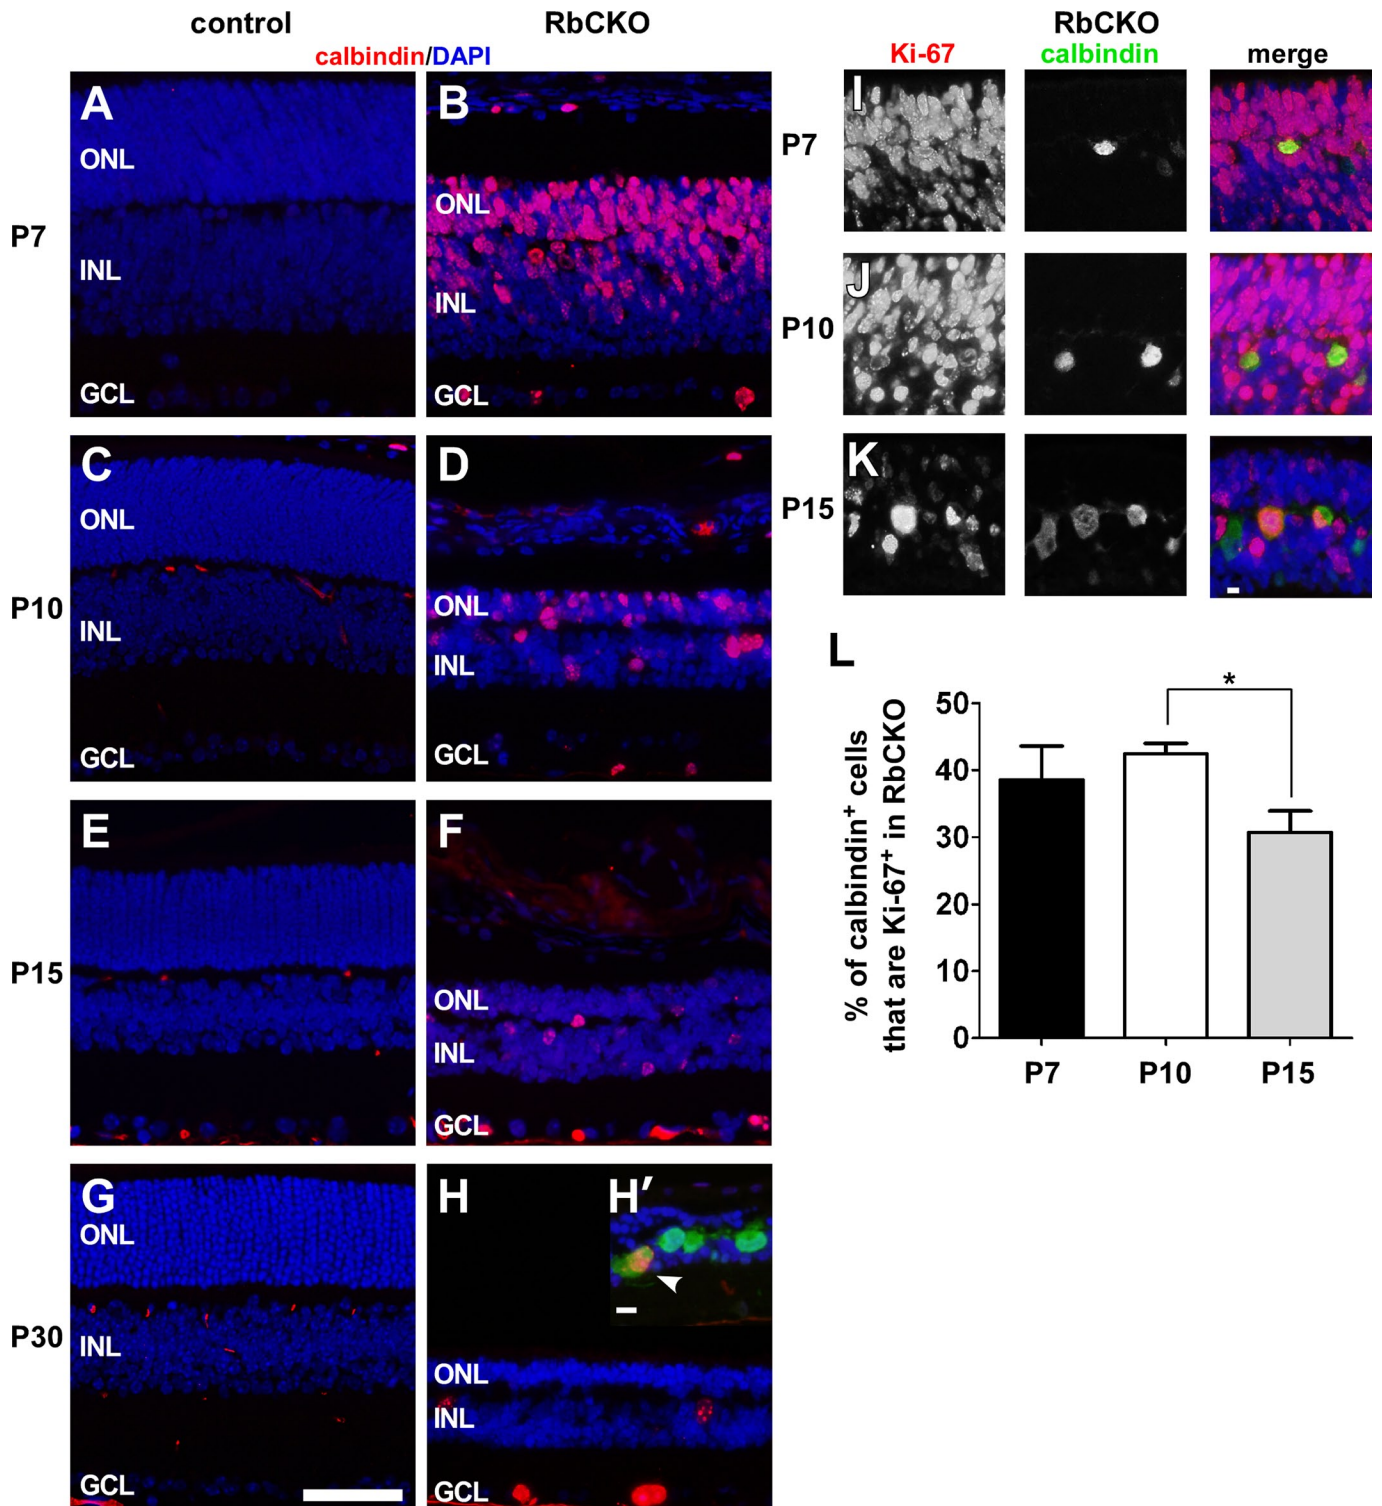 control
RbCKO
calbindin/DAPI
P7
A
ONL
INL
GCL
B
ONL
INL
GCL
P10
C
ONL
INL
GCL
D
ONL
INL
GCL
P15
E
F
ONL
INL
GCL
P30
G
ONL
INL
GCL
H
H′
ONL
INL
GCL
RbCKO
Ki-67 calbindin merge
P7
I
P10
J
P15
K
L
% of calbindin⁺ cells
that are Ki-67⁺ in RbCKO
50
40
30
20
10
0
*
P7 P10 P15